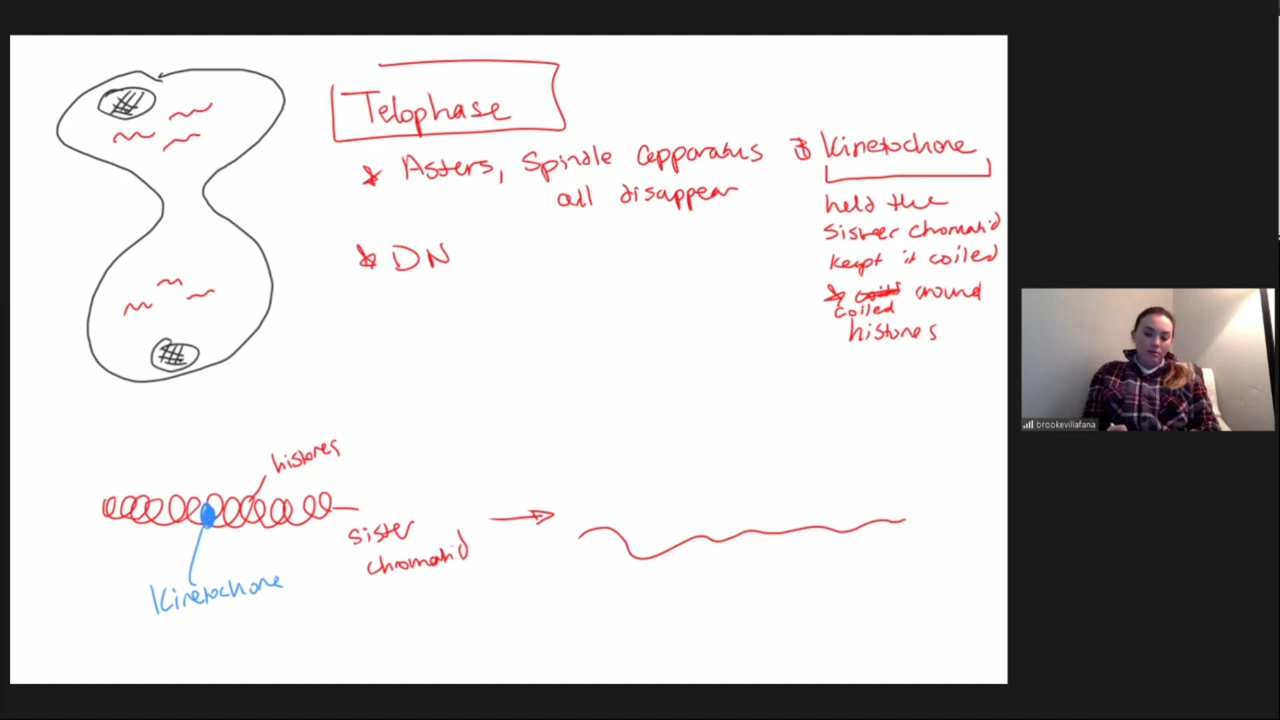 Telophase
* Asters, Spindle apparatus
all disappear
* DN
* Kinetochore
held the
sister chromatid
kept it coiled
* around
coiled
histones
histones
sister
chromatid
Kinetochore
brookevillafana